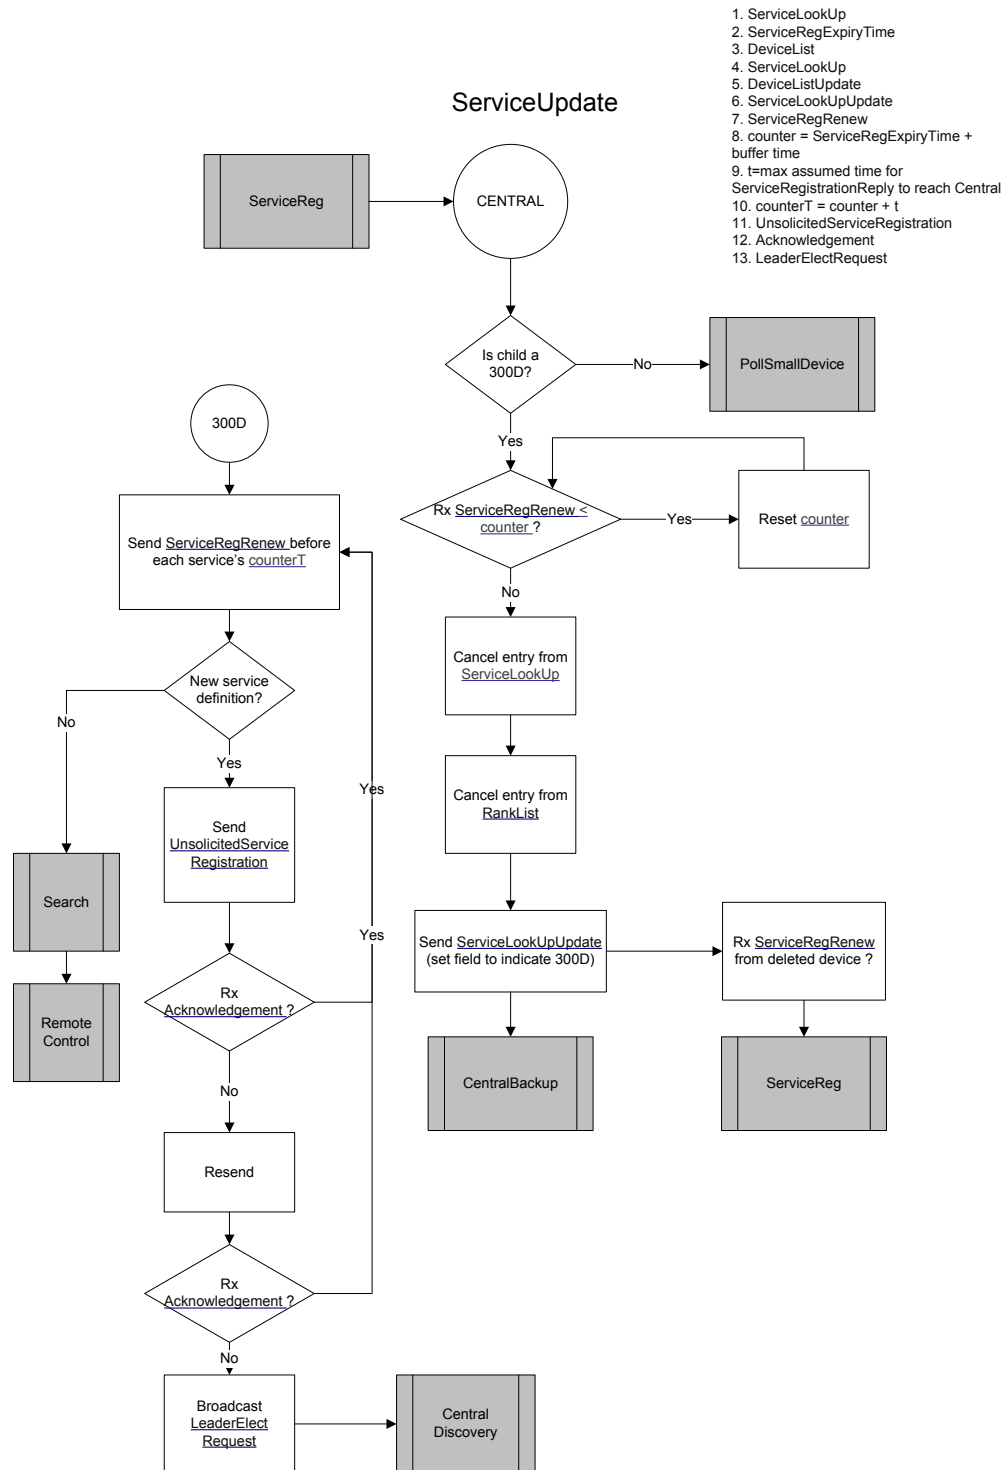 1. ServiceLookUp
2. ServiceRegExpiryTime
3. DeviceList
4. ServiceLookUp
5. DeviceListUpdate
6. ServiceLookUpUpdate
7. ServiceRegRenew
8. counter = ServiceRegExpiryTime +
buffer time
9. t=max assumed time for
ServiceRegistrationReply to reach Central
10. counterT = counter + t
11. UnsolicitedServiceRegistration
12. Acknowledgement
13. LeaderElectRequest
ServiceUpdate
ServiceReg
CENTRAL
Is child a
300D?
No
PollSmallDevice
Yes
Rx ServiceRegRenew <
counter ?
Yes
Reset counter
No
Cancel entry from
ServiceLookUp
Cancel entry from
RankList
Send ServiceLookUpUpdate
(set field to indicate 300D)
Rx ServiceRegRenew
from deleted device ?
CentralBackup
ServiceReg
300D
Send ServiceRegRenew before
each service's counterT
New service
definition?
No
Yes
Yes
Send
UnsolicitedService
Registration
Search
Yes
Rx
Acknowledgement ?
Remote
Control
No
Resend
Rx
Acknowledgement ?
No
Broadcast
LeaderElect
Request
Central
Discovery